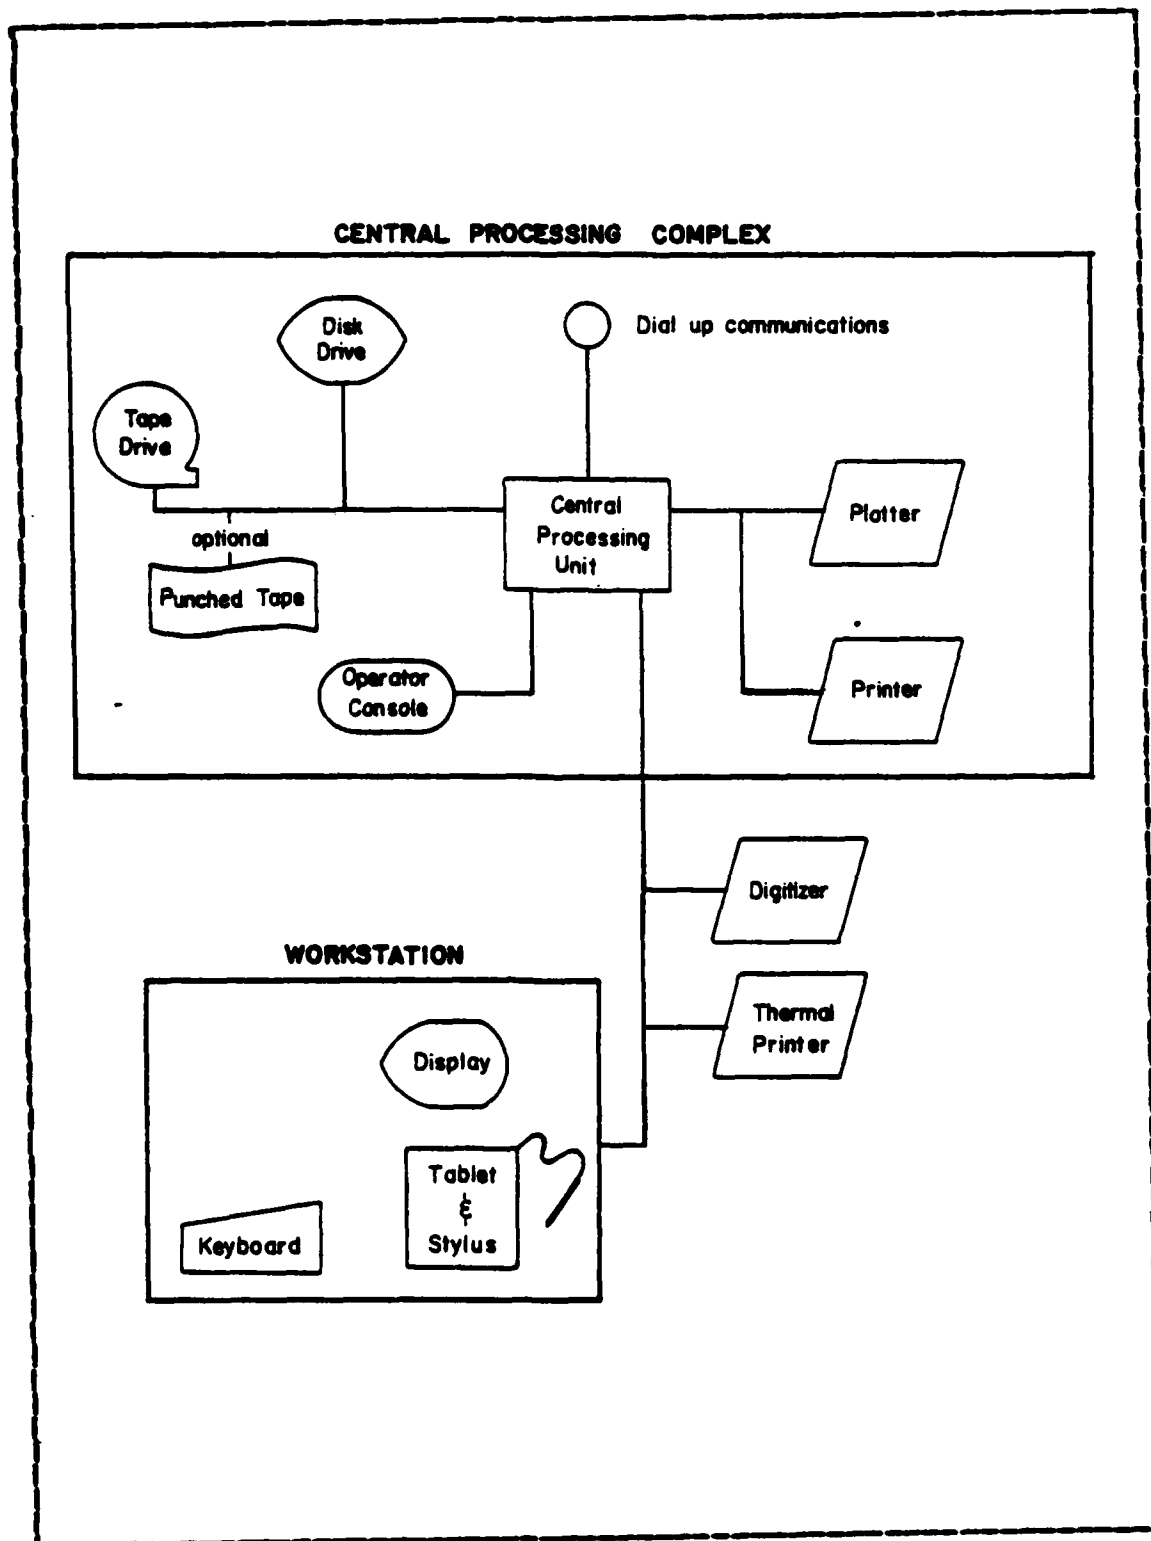 CENTRAL PROCESSING COMPLEX
Disk
Drive
Dial up communications
Tape
Drive
Central
Processing
Unit
Plotter
optional
Punched Tape
Operator
Console
Printer
Digitizer
WORKSTATION
Thermal
Printer
Display
Tablet
&
Stylus
Keyboard